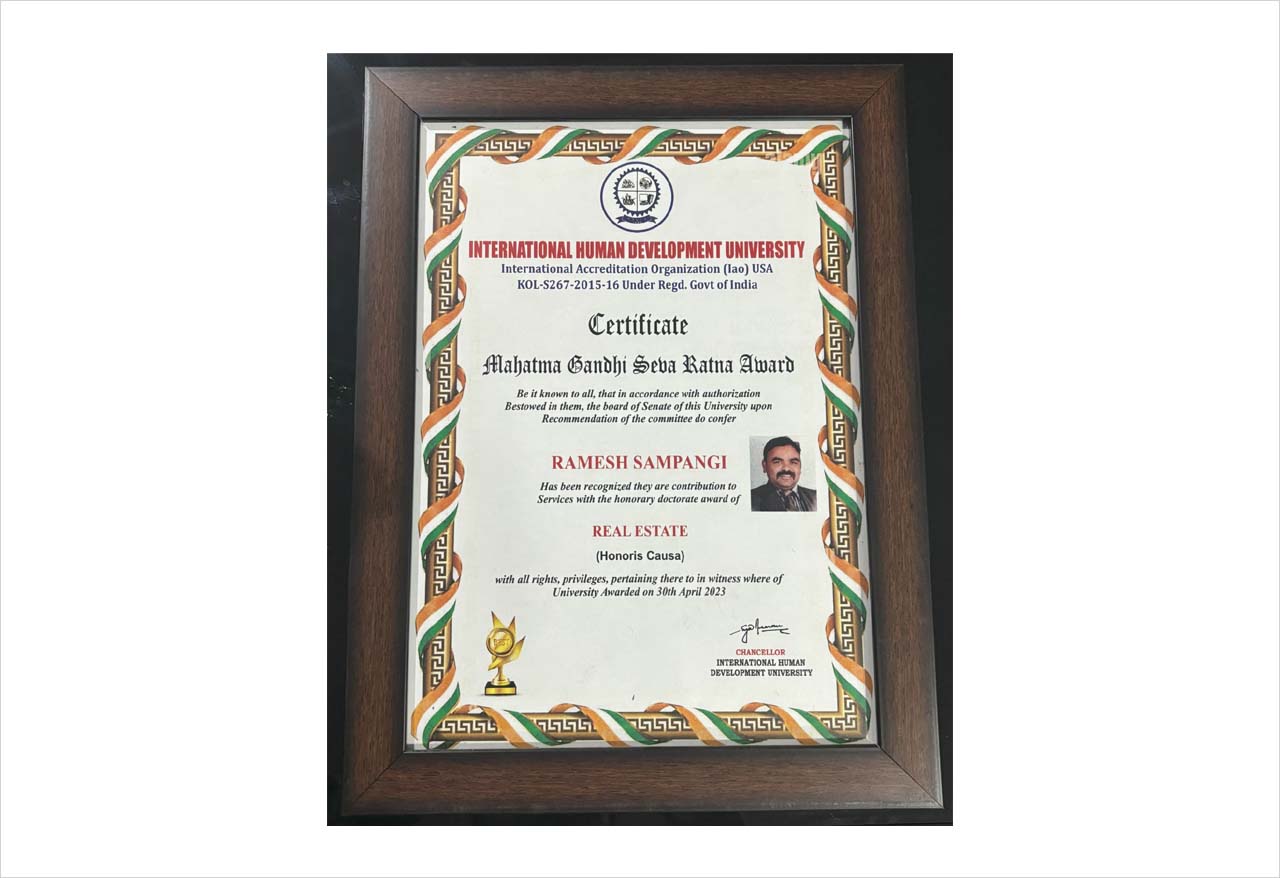 INTERNATIONAL HUMAN DEVELOPMENT UNIVERSITY
International Accreditation Organization (Iao) USA
KOL-S267-2015-16 Under Regd. Govt of India
Certificate
Mahatma Gandhi Seva Ratna Award
Be it known to all, that in accordance with authorization
Bestowed in them, the board of Senate of this University upon
Recommendation of the committee do confer
RAMESH SAMPANGI
Has been recognized they are contribution to
Services with the honorary doctorate award of
REAL ESTATE
(Honoris Causa)
with all rights, privileges, pertaining there to in witness where of
University Awarded on 30th April 2023
CHANCELLOR
INTERNATIONAL HUMAN
DEVELOPMENT UNIVERSITY